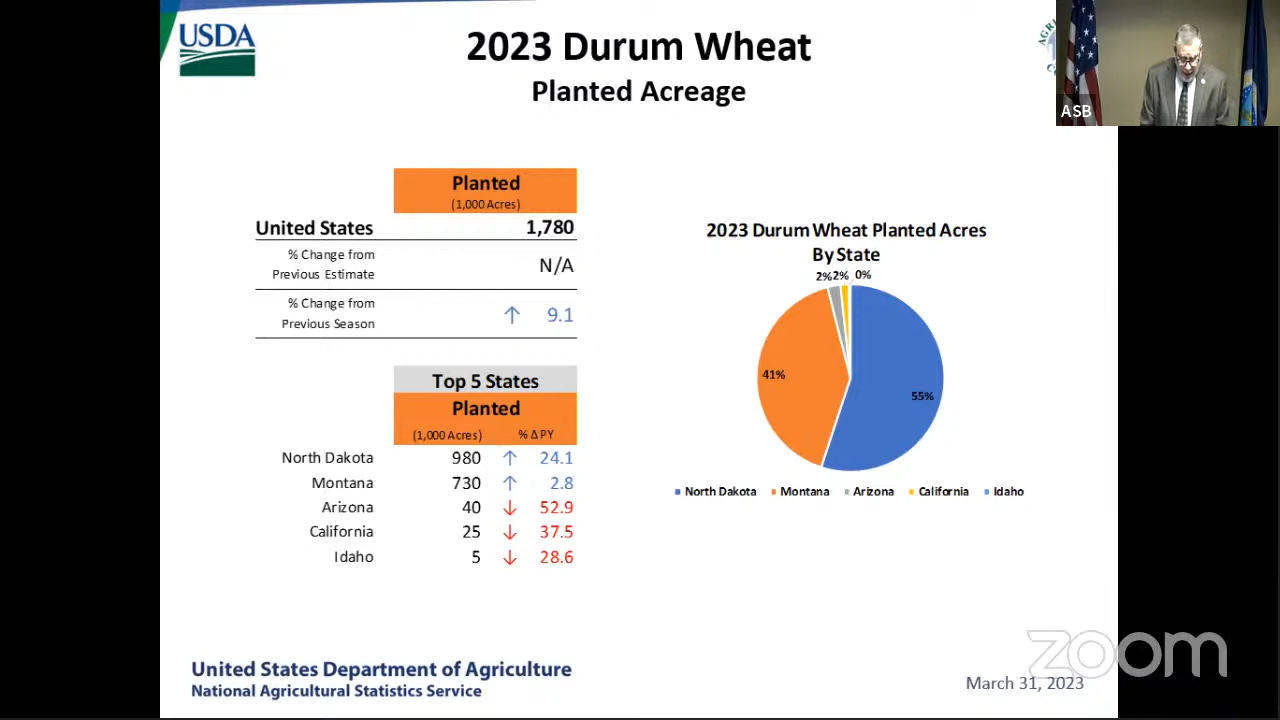 USDA
2023 Durum Wheat
Planted Acreage
ASB
Planted
(1,000 Acres)
United States 1,780
% Change from
Previous Estimate N/A
% Change from
Previous Season ↑ 9.1
Top 5 States
Planted
(1,000 Acres) % Δ PY
North Dakota 980 ↑ 24.1
Montana 730 ↑ 2.8
Arizona 40 ↓ 52.9
California 25 ↓ 37.5
Idaho 5 ↓ 28.6
2023 Durum Wheat Planted Acres
By State
2% 2% 0%
41%
55%
North Dakota Montana Arizona California Idaho
United States Department of Agriculture
National Agricultural Statistics Service
zoom
March 31, 2023